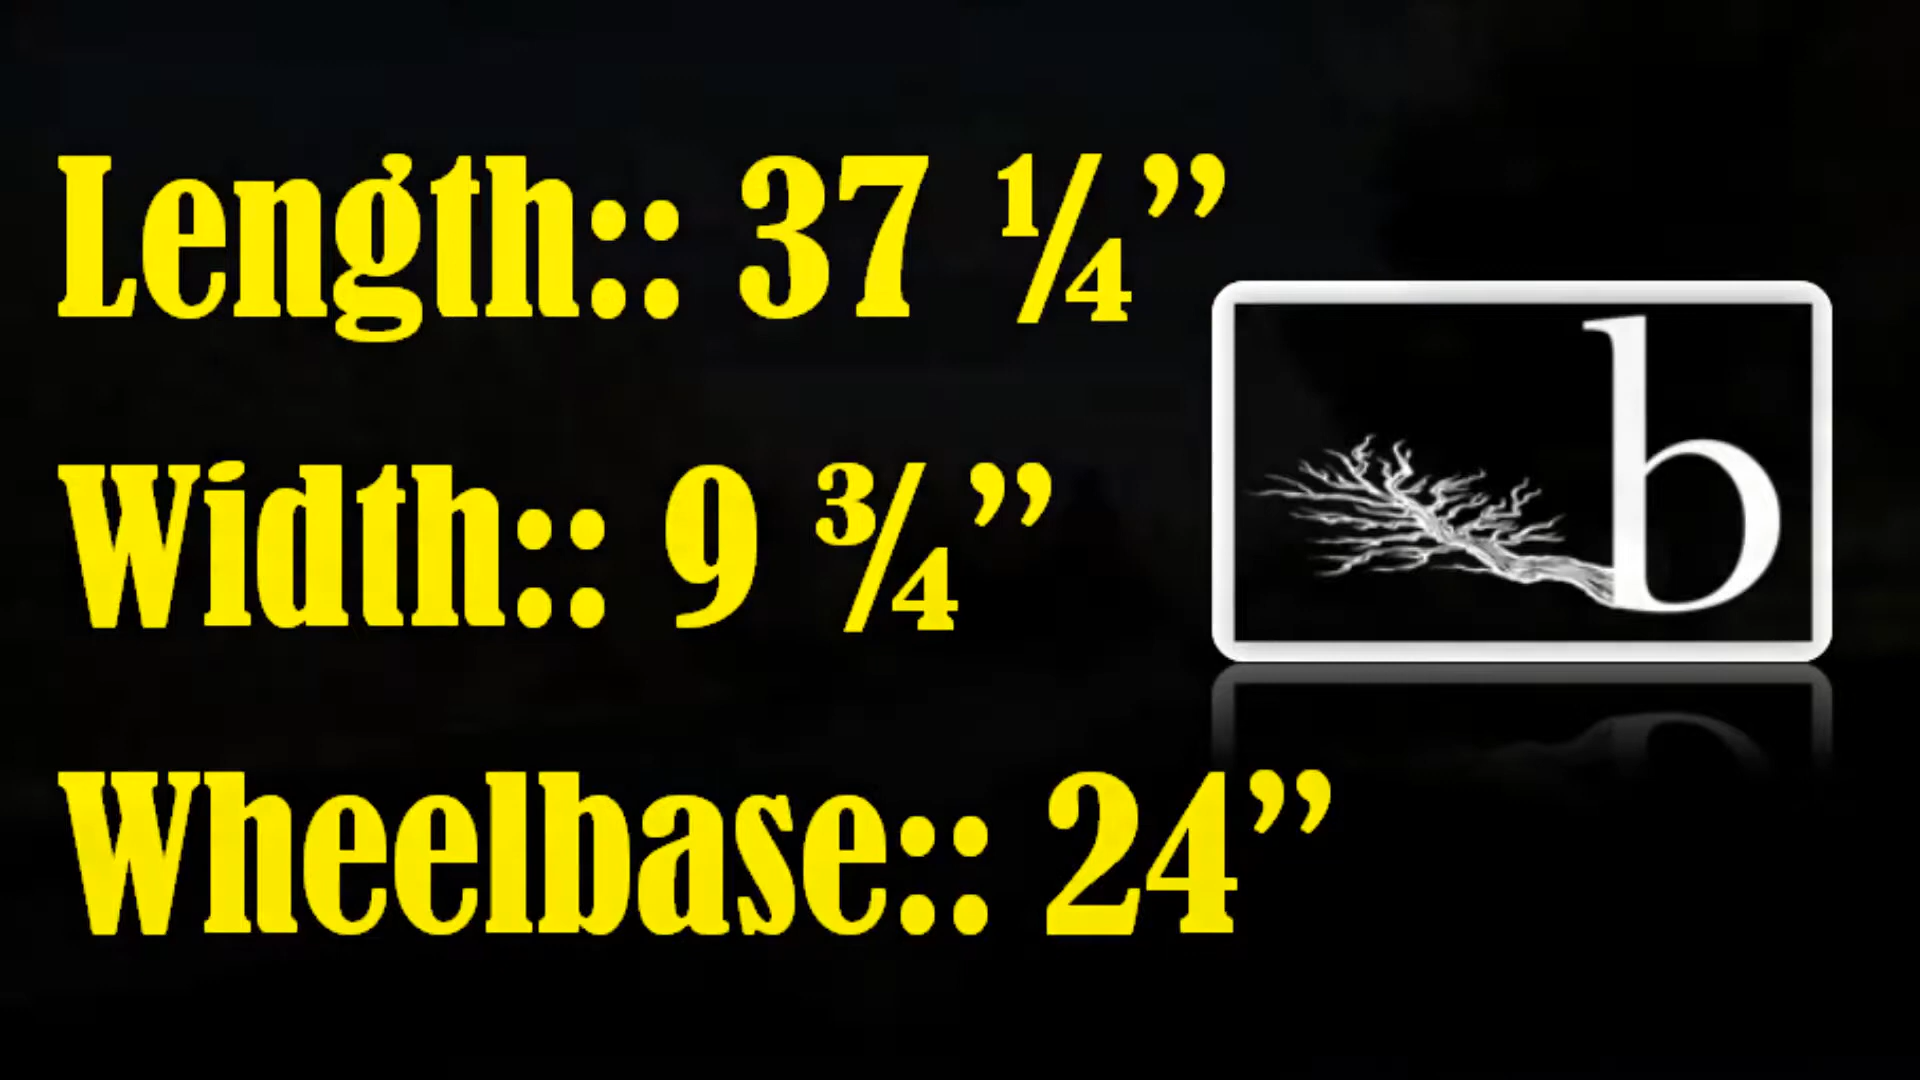 Length:: 37 ¼”
Width:: 9 ¾”
b
Wheelbase:: 24”